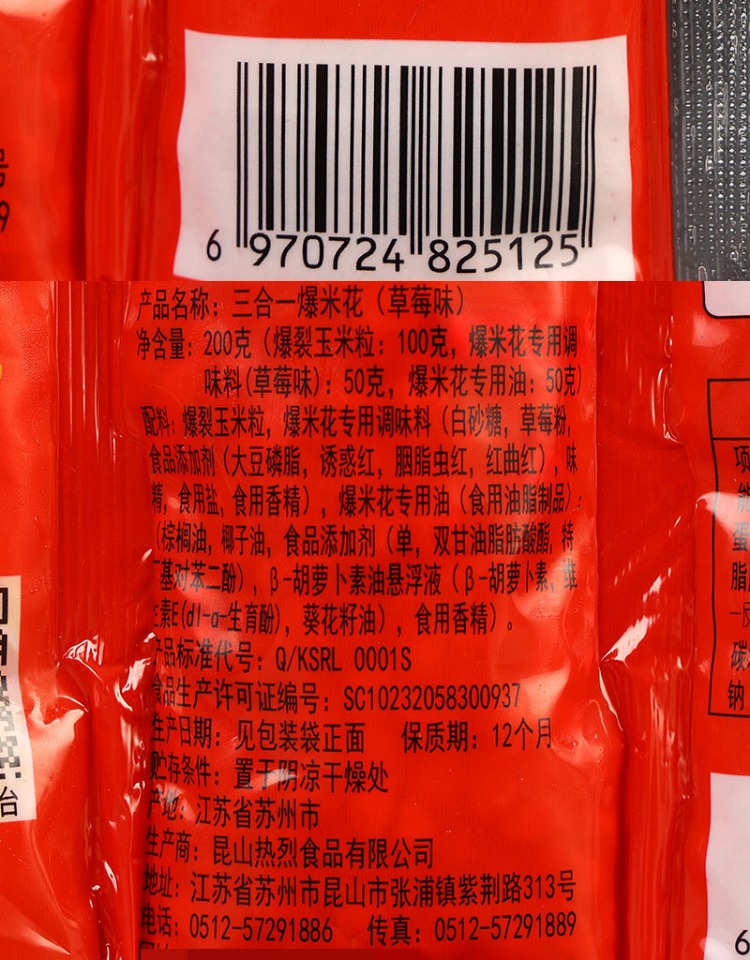 6 970724 825125
产品名称：三合一爆米花（草莓味）
净含量：200克（爆裂玉米粒：100克，爆米花专用调
味料(草莓味)：50克，爆米花专用油：50克)
配料：爆裂玉米粒，爆米花专用调味料（白砂糖，草莓粉，
食品添加剂（大豆磷脂，诱惑红，胭脂虫红，红曲红），味
精，食用盐，食用香精），爆米花专用油（食用油脂制品）。
（棕榈油，椰子油，食品添加剂（单，双甘油脂肪酸酯，特
丁基对苯二酚），β-胡萝卜素油悬浮液（β-胡萝卜素，维
生素E(dl-α-生育酚)，葵花籽油），食用香精）。
产品标准代号：Q/KSRL 0001S
食品生产许可证编号：SC10232058300937
生产日期：见包装袋正面 保质期：12个月
贮存条件：置于阴凉干燥处
产地：江苏省苏州市
生产商：昆山热烈食品有限公司
地址：江苏省苏州市昆山市张浦镇紫荆路313号
电话：0512-57291886 传真：0512-57291889
台
项
能
蛋
脂
碳
钠
6